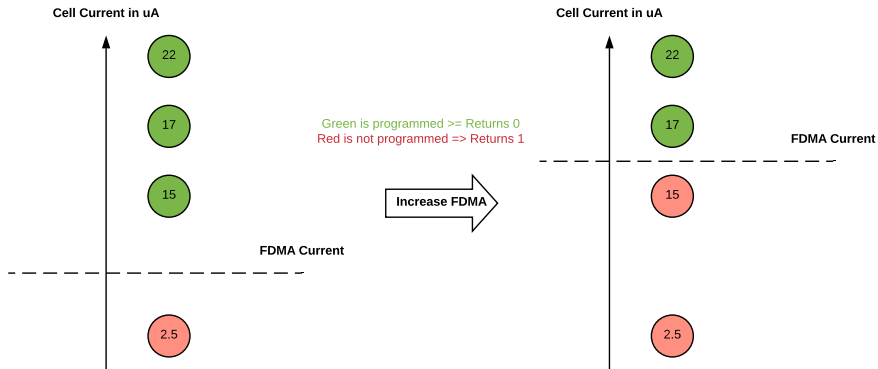 Cell Current in uA
22
17
15
FDMA Current
2.5
Green is programmed >= Returns 0
Red is not programmed => Returns 1
Increase FDMA
Cell Current in uA
22
17
FDMA Current
15
2.5